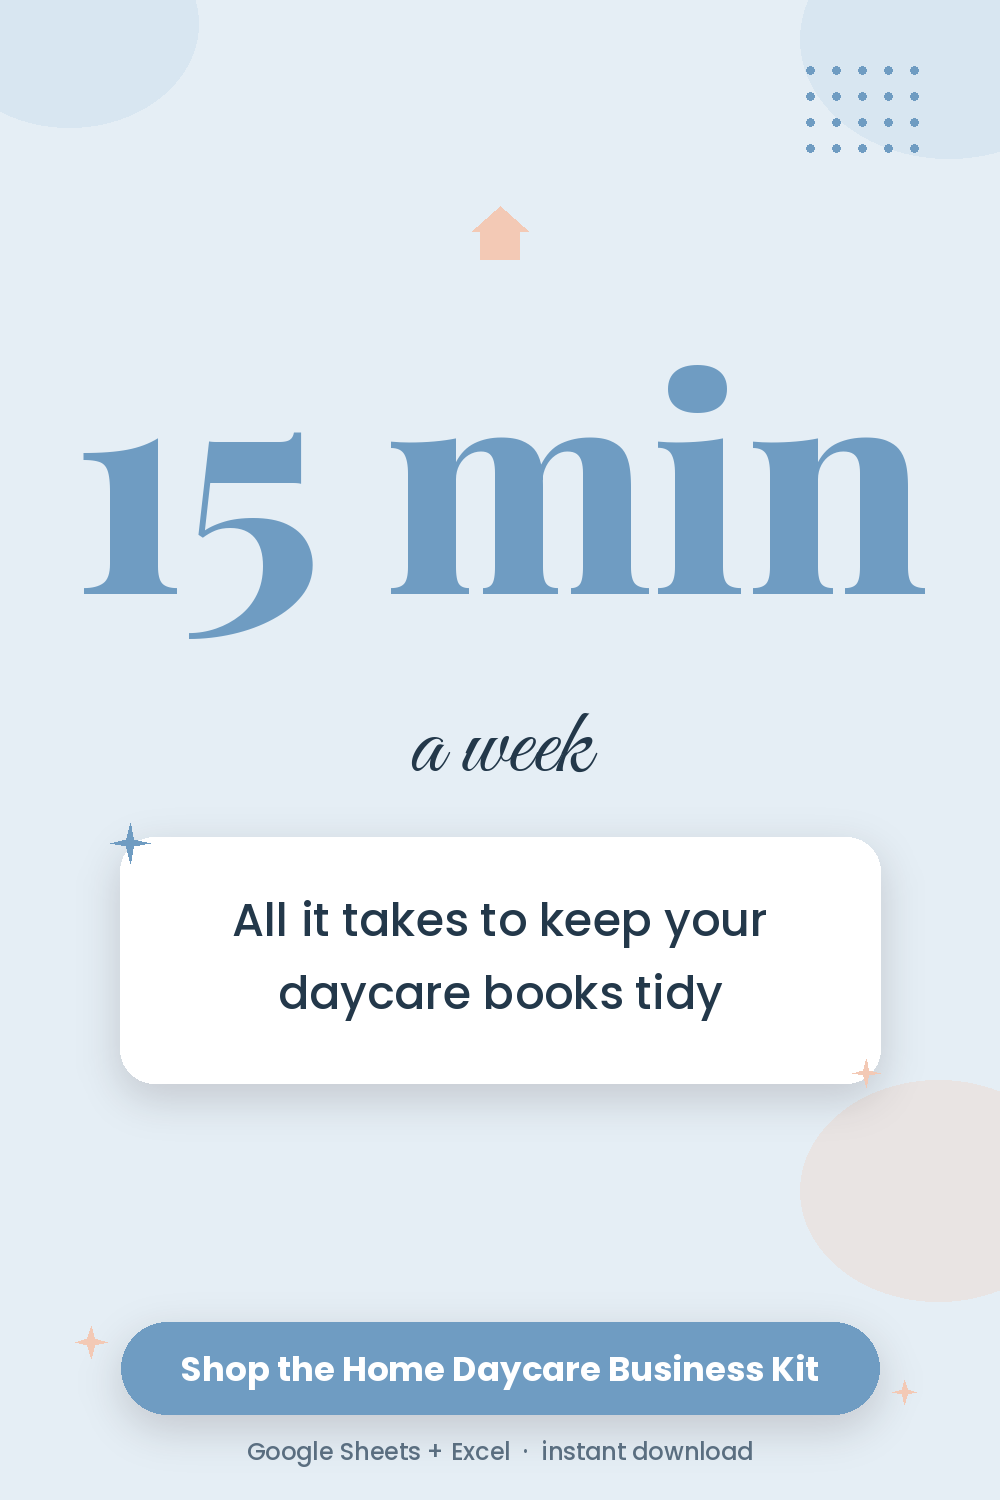 15 min
a week
All it takes to keep your
daycare books tidy
Shop the Home Daycare Business Kit
Google Sheets + Excel · instant download